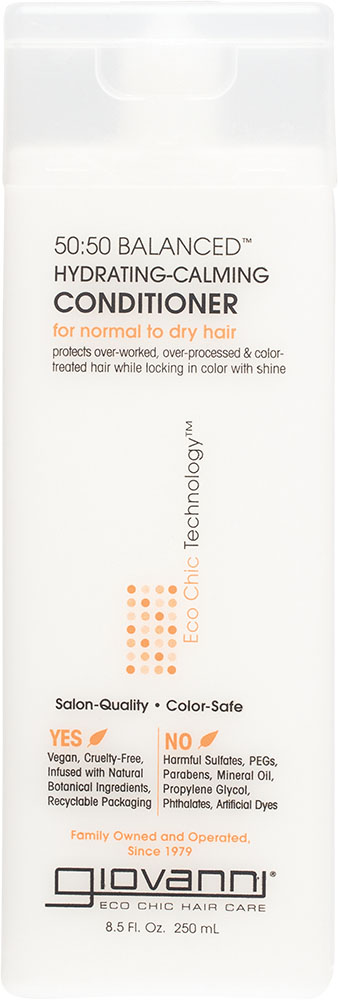 50:50 BALANCED™
HYDRATING-CALMING
CONDITIONER
for normal to dry hair
protects over-worked, over-processed & color-
treated hair while locking in color with shine
Eco Chic Technology™
Salon-Quality • Color-Safe
YES
Vegan, Cruelty-Free,
Infused with Natural
Botanical Ingredients,
Recyclable Packaging
NO
Harmful Sulfates, PEGs,
Parabens, Mineral Oil,
Propylene Glycol,
Phthalates, Artificial Dyes
Family Owned and Operated,
Since 1979
giovanni®
ECO CHIC HAIR CARE
8.5 Fl. Oz. 250 mL